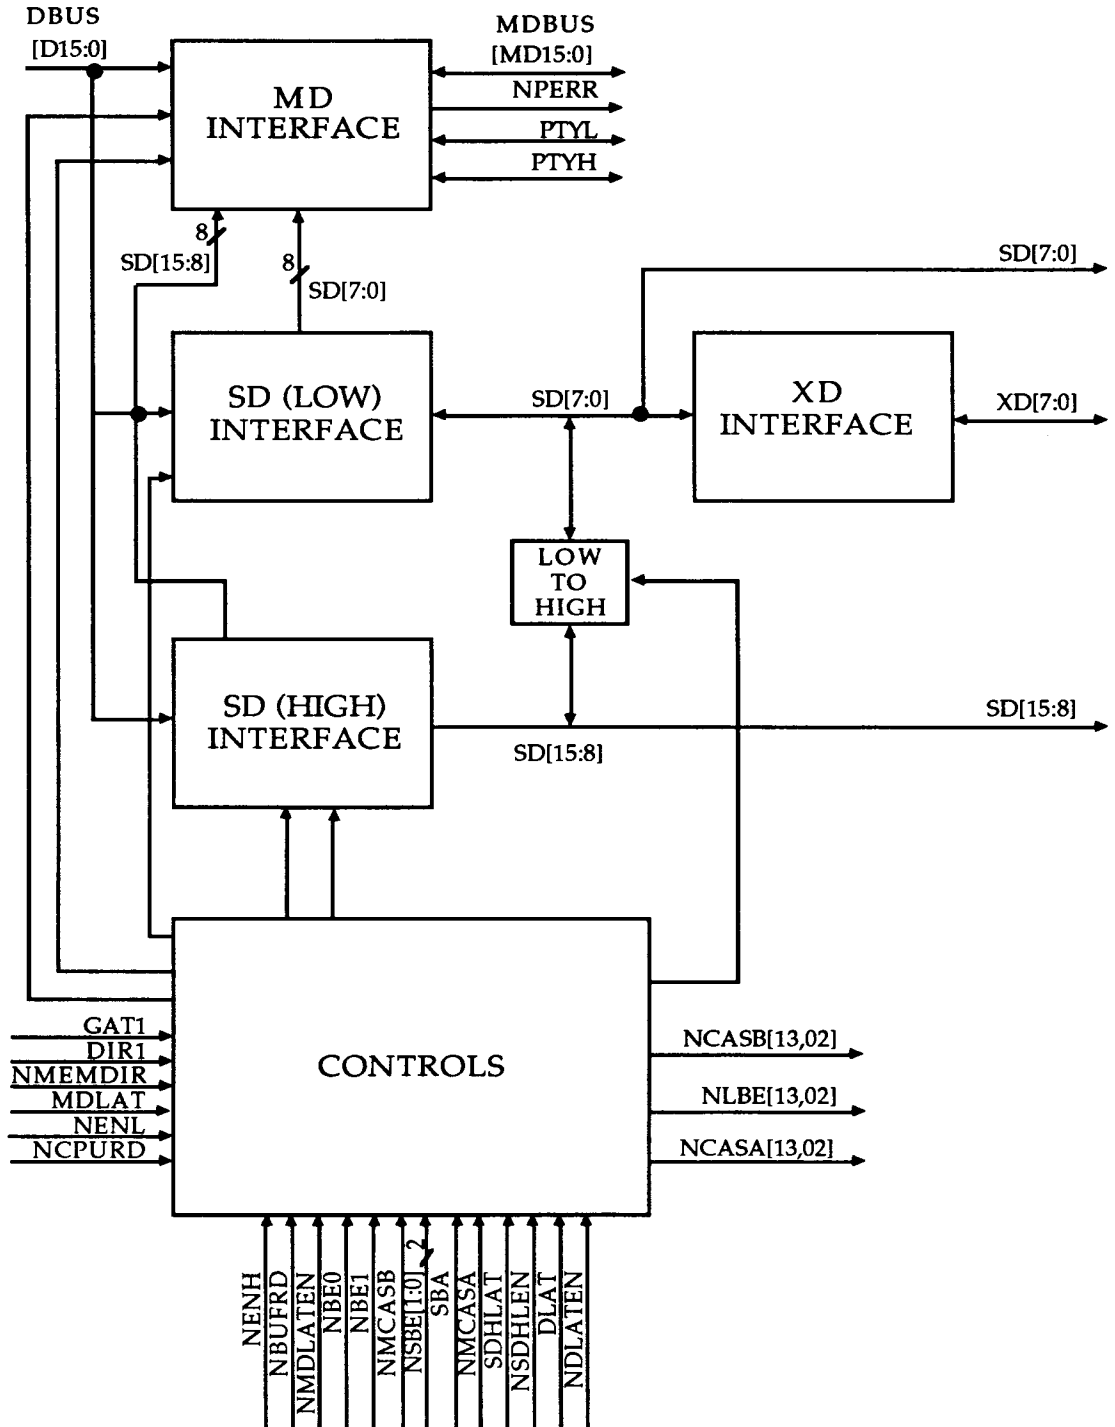 DBUS
[D15:0]
MDBUS
[MD15:0]
MD
INTERFACE
NPERR
PTYL
PTYH
8
SD[15:8]
8
SD[7:0]
SD[7:0]
SD (LOW)
INTERFACE
SD[7:0]
XD
INTERFACE
XD[7:0]
LOW
TO
HIGH
SD (HIGH)
INTERFACE
SD[15:8]
SD[15:8]
CONTROLS
GAT1
DIR1
NMEMDIR
MDLAT
NENL
NCPURD
NCASB[13,02]
NLBE[13,02]
NCASA[13,02]
NENH
NBUFRD
NMDLATEN
NBE0
NBE1
NMCASB
NSBE[1:0]
2
SBA
NMCASA
SDHLAT
NSDHLEN
DLAT
NDLATEN